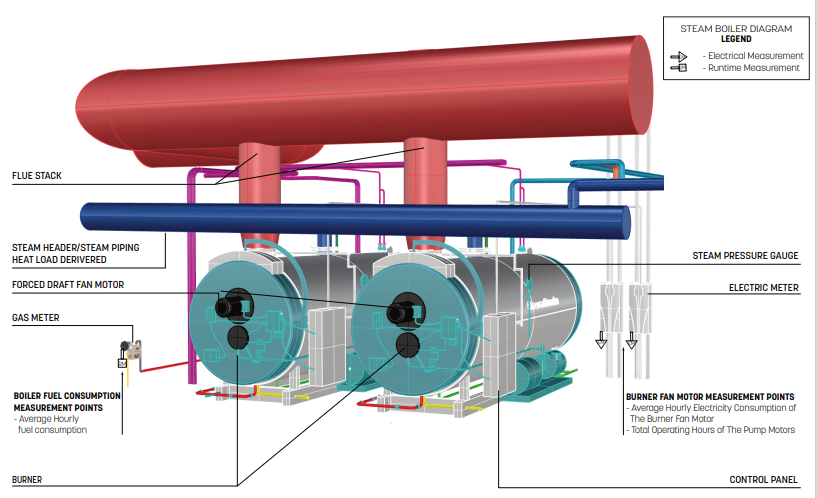 STEAM BOILER DIAGRAM
LEGEND
- Electrical Measurement
- Runtime Measurement
FLUE STACK
STEAM HEADER/STEAM PIPING
HEAT LOAD DERIVERED
FORCED DRAFT FAN MOTOR
GAS METER
STEAM PRESSURE GAUGE
ELECTRIC METER
BOILER FUEL CONSUMPTION
MEASUREMENT POINTS
- Average Hourly
fuel consumption
BURNER FAN MOTOR MEASUREMENT POINTS
- Average Hourly Electricity Consumption of
The Burner Fan Motor
- Total Operating Hours of The Pump Motors
BURNER
CONTROL PANEL